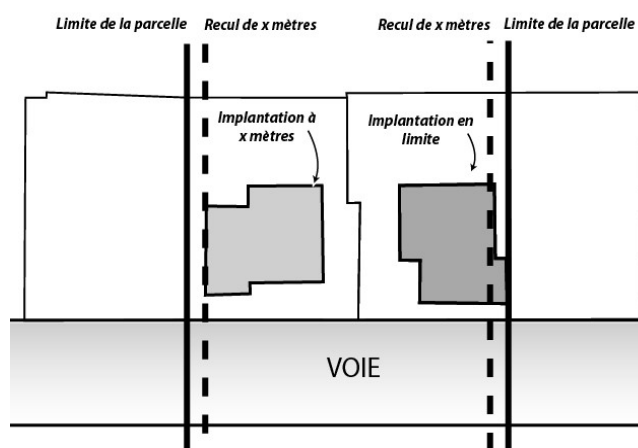 Limite de la parcelle Recul de x mètres Recul de x mètres Limite de la parcelle
Implantation à
x mètres
Implantation en
limite
VOIE